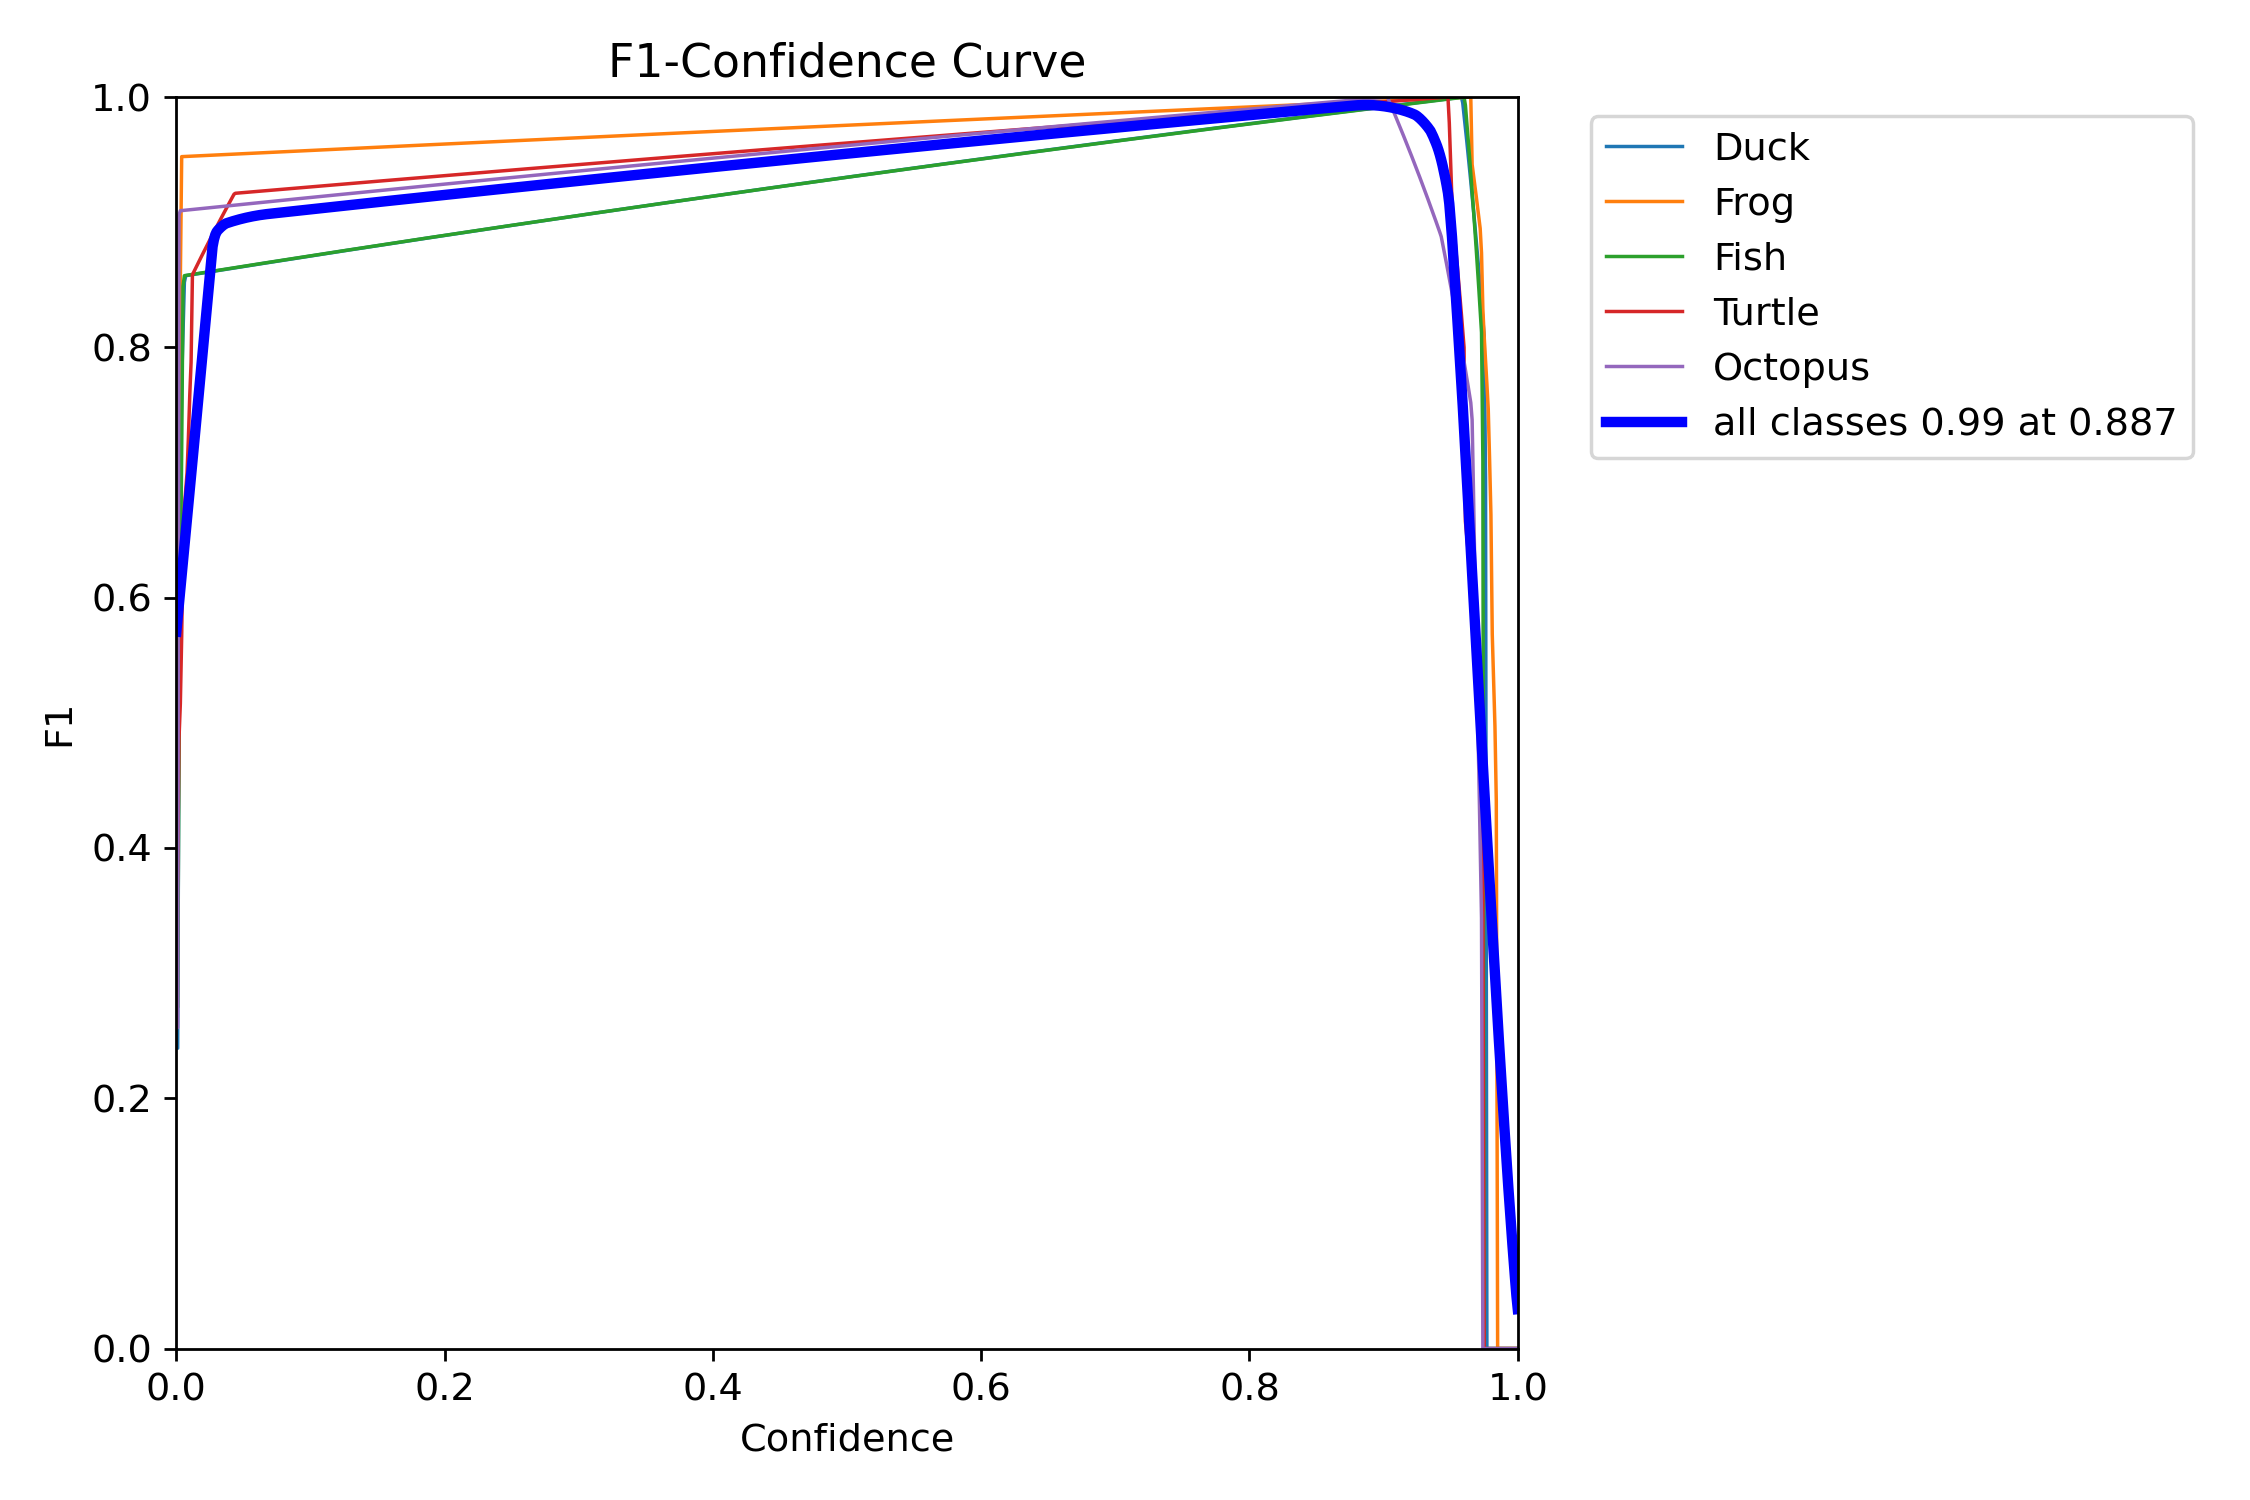 F1-Confidence Curve
1.0
0.8
0.6
0.4
0.2
0.0
F1
0.0 0.2 0.4 0.6 0.8 1.0
Confidence
Duck
Frog
Fish
Turtle
Octopus
all classes 0.99 at 0.887